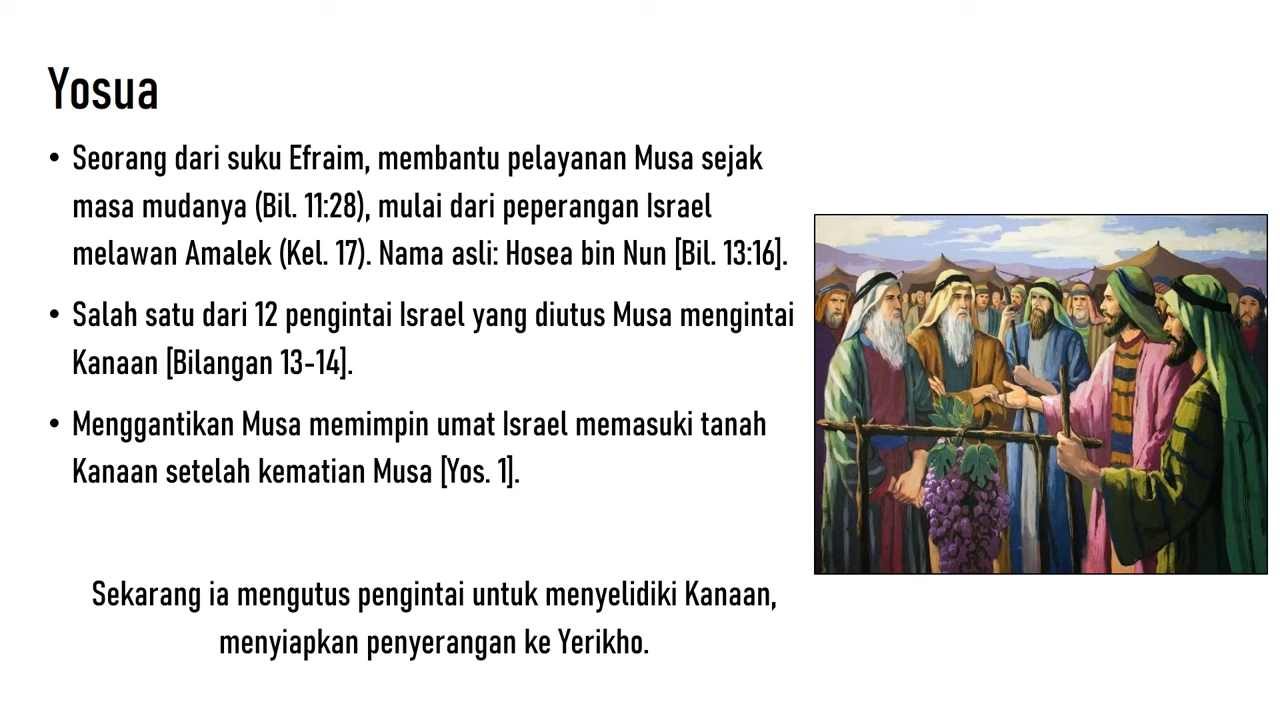 Yosua
• Seorang dari suku Efraim, membantu pelayanan Musa sejak
masa mudanya (Bil. 11:28), mulai dari peperangan Israel
melawan Amalek (Kel. 17). Nama asli: Hosea bin Nun [Bil. 13:16].
• Salah satu dari 12 pengintai Israel yang diutus Musa mengintai
Kanaan [Bilangan 13-14].
• Menggantikan Musa memimpin umat Israel memasuki tanah
Kanaan setelah kematian Musa [Yos. 1].
Sekarang ia mengutus pengintai untuk menyelidiki Kanaan,
menyiapkan penyerangan ke Yerikho.